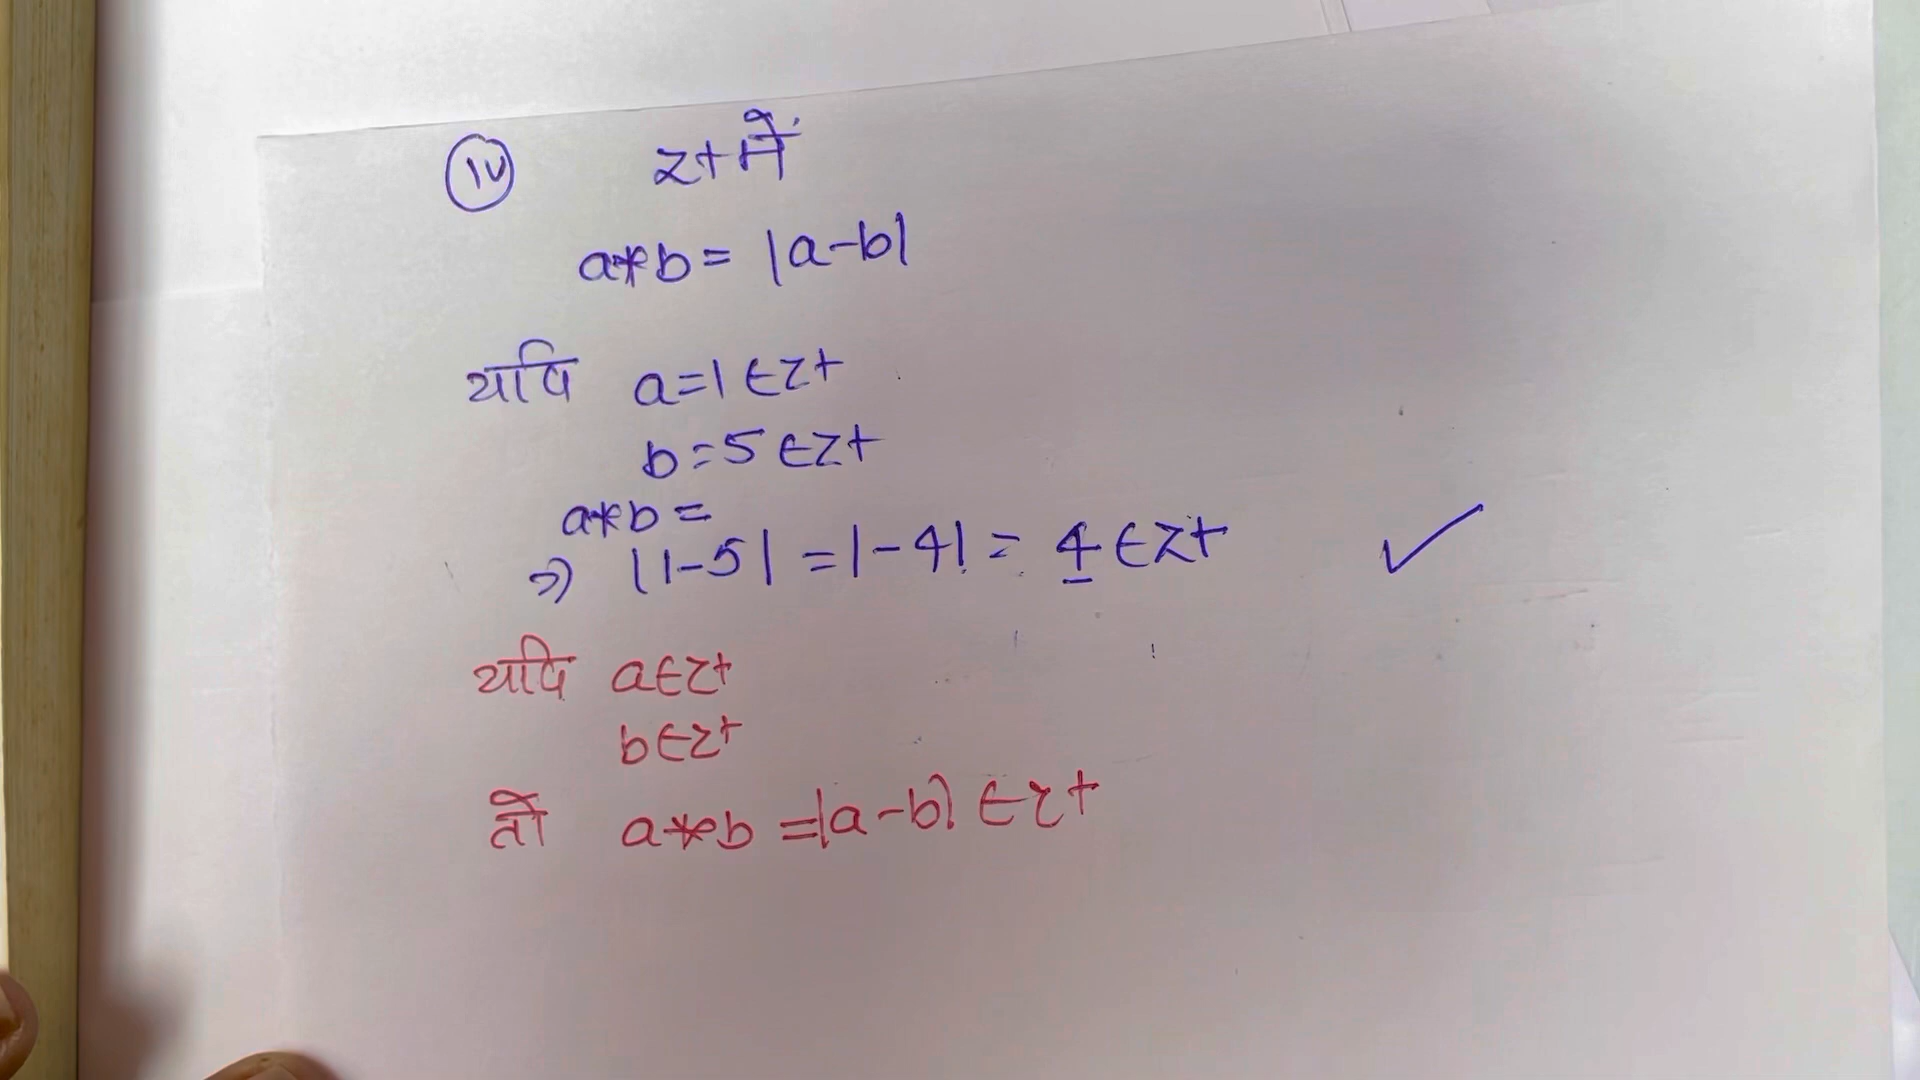 (iv) z+ में
a*b = |a-b|
यदि a=1 ∈z+
b=5 ∈z+
a*b =
⇒ |1-5| = |-4| = 4 ∈z+ ✓
यदि a∈z+
b∈z+
तो a*b =|a-b| ∈z+